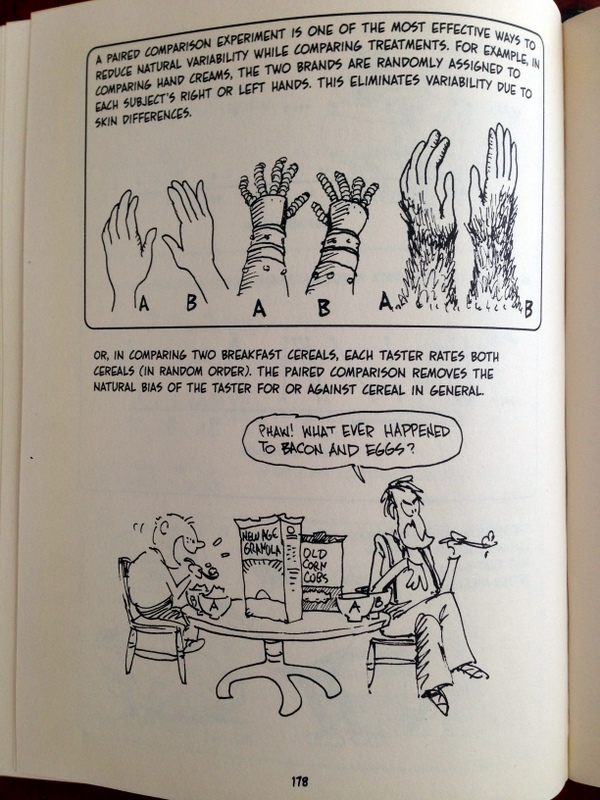 A PAIRED COMPARISON EXPERIMENT IS ONE OF THE MOST EFFECTIVE WAYS TO
REDUCE NATURAL VARIABILITY WHILE COMPARING TREATMENTS. FOR EXAMPLE, IN
COMPARING HAND CREAMS, THE TWO BRANDS ARE RANDOMLY ASSIGNED TO
EACH SUBJECT'S RIGHT OR LEFT HANDS. THIS ELIMINATES VARIABILITY DUE TO
SKIN DIFFERENCES.
A B A B A B
OR, IN COMPARING TWO BREAKFAST CEREALS, EACH TASTER RATES BOTH
CEREALS (IN RANDOM ORDER). THE PAIRED COMPARISON REMOVES THE
NATURAL BIAS OF THE TASTER FOR OR AGAINST CEREAL IN GENERAL.
PHAW! WHAT EVER HAPPENED
TO BACON AND EGGS?
NEW AGE
GRANULA
OLD
CORN
COBS
B A
A B
178